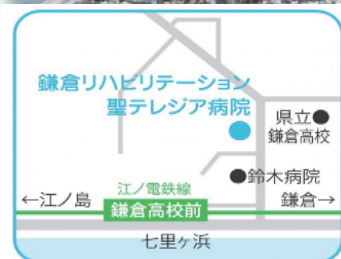 鎌倉リハビリテーション
聖テレジア病院
県立●
鎌倉高校
●鈴木病院
江ノ電鉄線
←江ノ島
鎌倉高校前
鎌倉→
七里ヶ浜